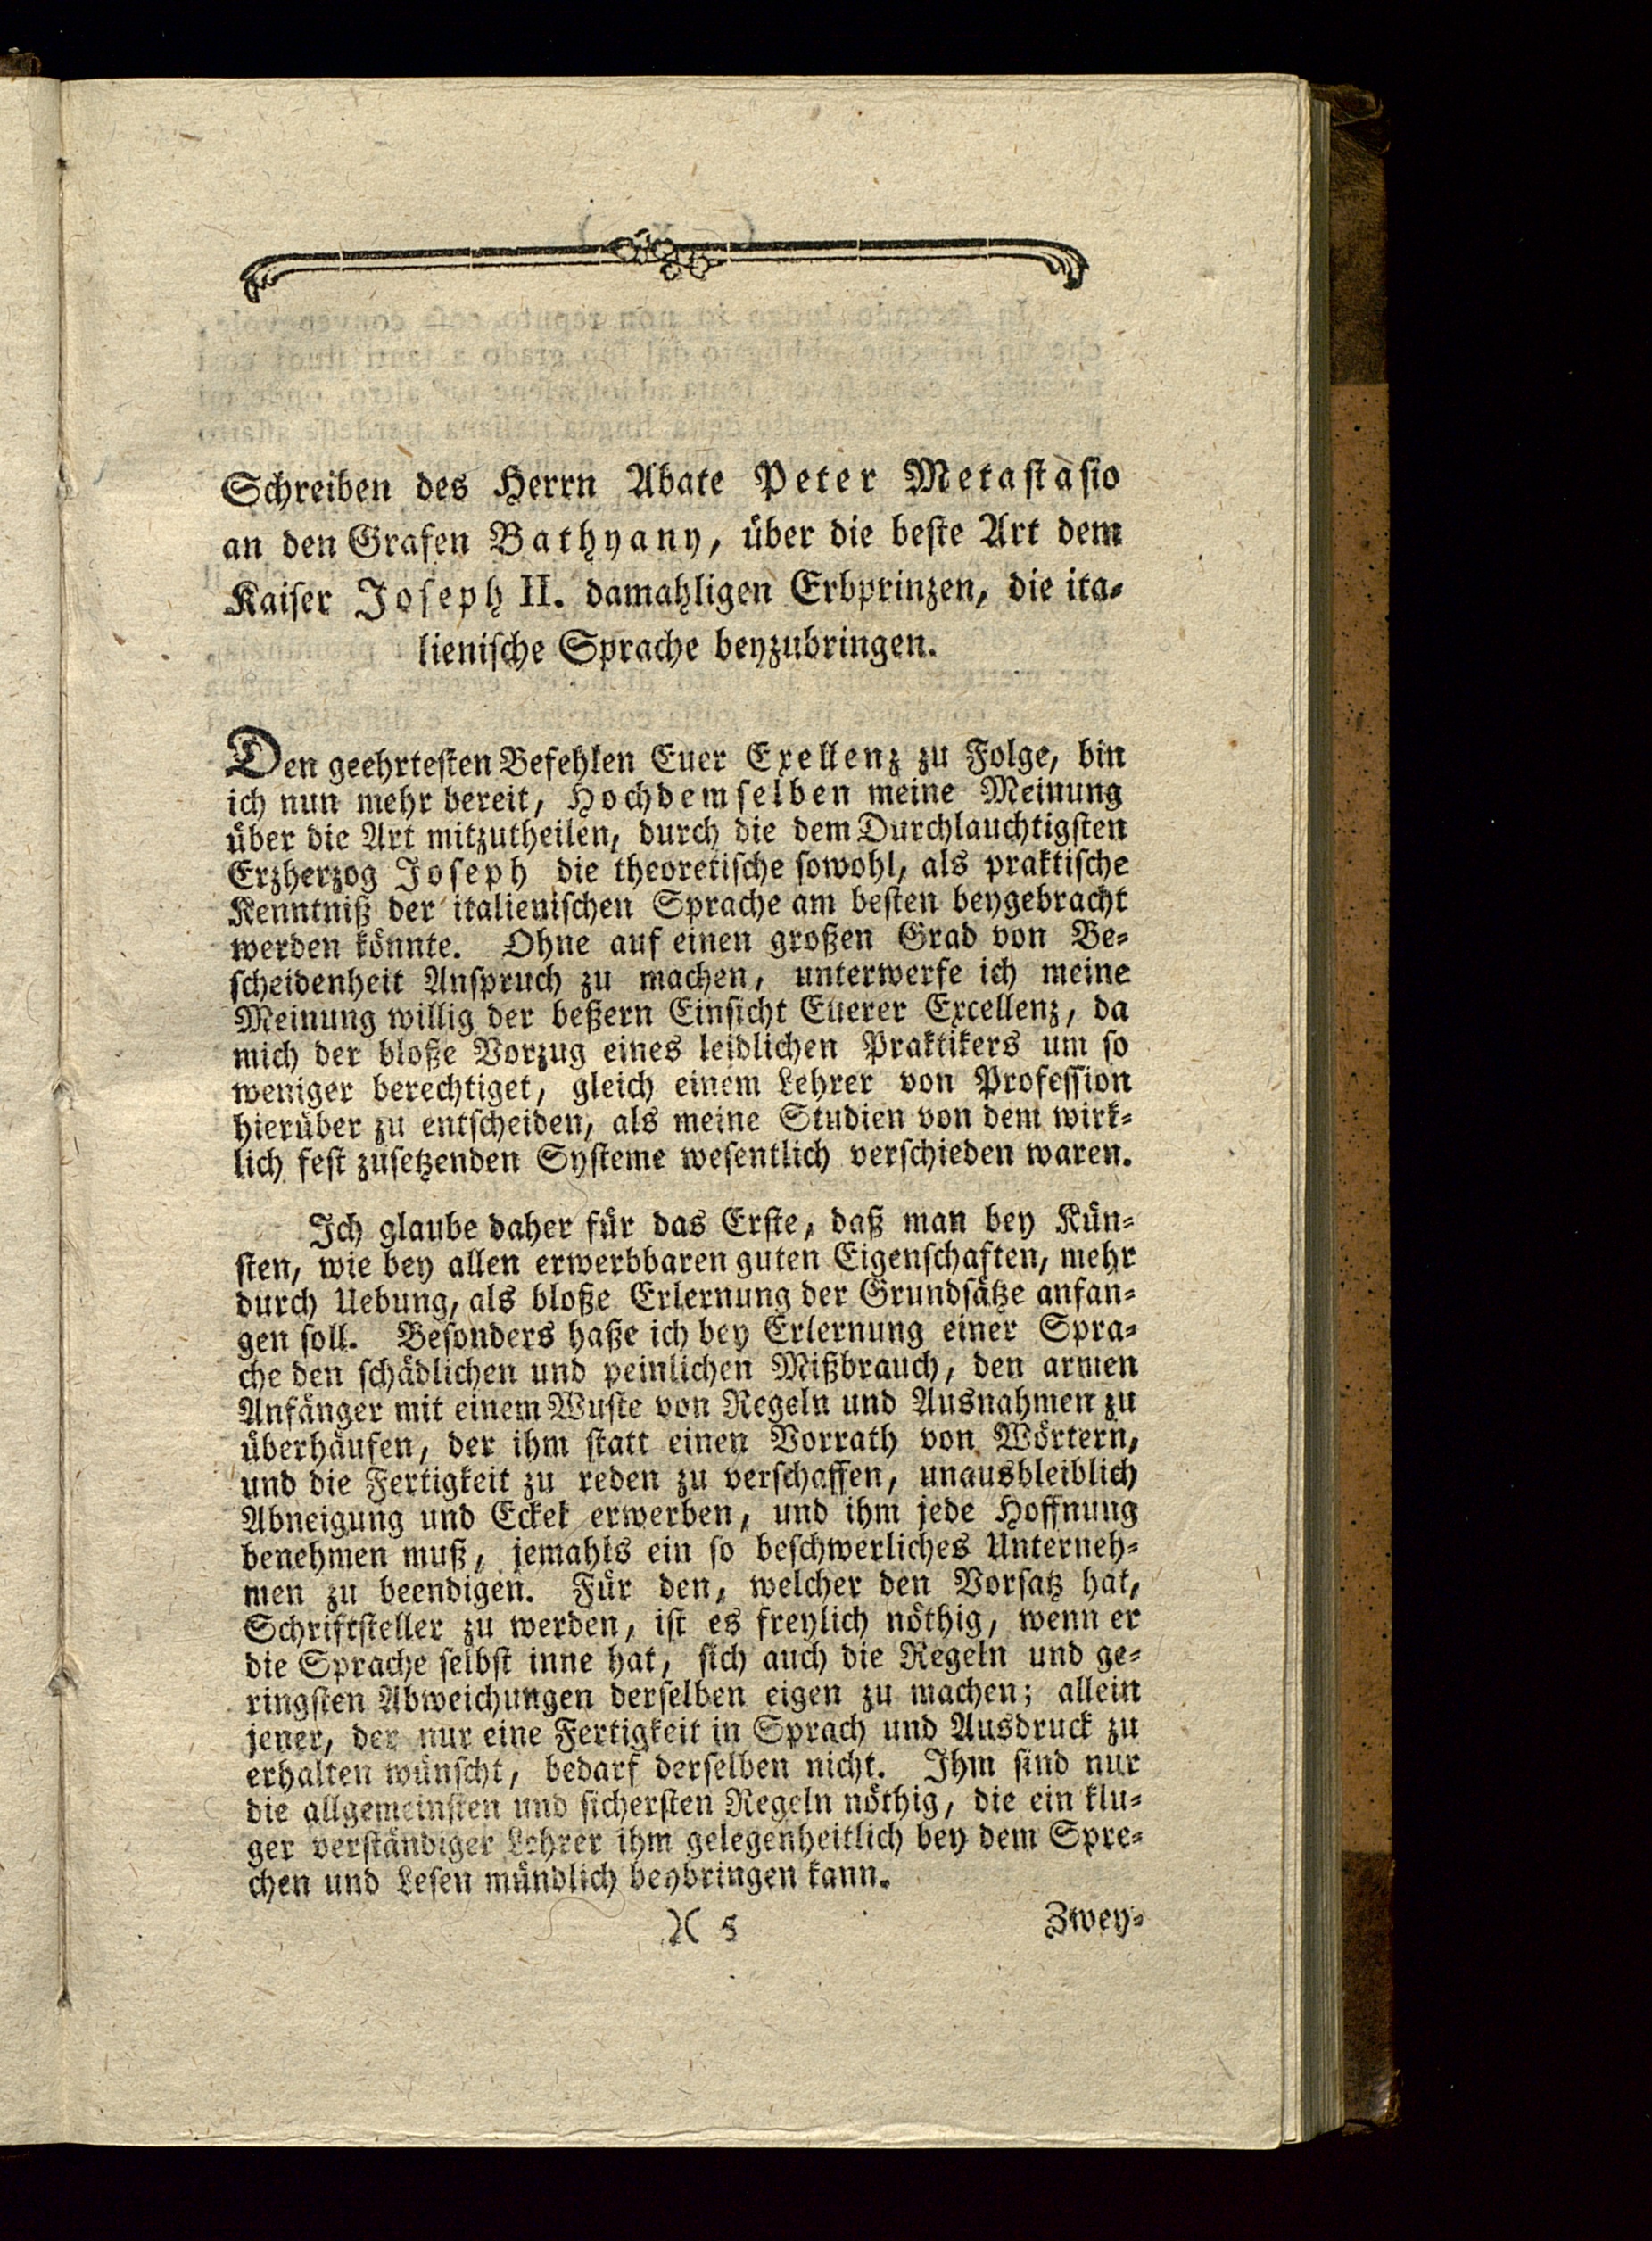 Schreiben des Herrn Abate Peter Metastasio
an den Grafen Bathyany, über die beste Art dem
Kaiser Joseph II. damahligen Erbprinzen, die ita-
lienische Sprache beyzubringen.
Den geehrtesten Befehlen Euer Exellenz zu Folge, bin
ich nun mehr bereit, Hochdemselben meine Meinung
über die Art mitzutheilen, durch die dem Durchlauchtigsten
Erzherzog Joseph die theoretische sowohl, als praktische
Kenntniß der italienischen Sprache am besten beygebracht
werden könnte. Ohne auf einen großen Grad von Be-
scheidenheit Anspruch zu machen, unterwerfe ich meine
Meinung willig der beßern Einsicht Euerer Excellenz, da
mich der bloße Vorzug eines leidlichen Praktikers um so
weniger berechtiget, gleich einem Lehrer von Profession
hierüber zu entscheiden, als meine Studien von dem wirk-
lich fest zusetzenden Systeme wesentlich verschieden waren.
Ich glaube daher für das Erste, daß man bey Kün-
sten, wie bey allen erwerbbaren guten Eigenschaften, mehr
durch Uebung, als bloße Erlernung der Grundsätze anfan-
gen soll. Besonders haße ich bey Erlernung einer Spra-
che den schädlichen und peinlichen Mißbrauch, den armen
Anfänger mit einem Wuste von Regeln und Ausnahmen zu
überhäufen, der ihm statt einen Vorrath von Wörtern,
und die Fertigkeit zu reden zu verschaffen, unausbleiblich
Abneigung und Eckel erwerben, und ihm jede Hoffnung
benehmen muß, jemahls ein so beschwerliches Unterneh-
men zu beendigen. Für den, welcher den Vorsatz hat,
Schriftsteller zu werden, ist es freylich nöthig, wenn er
die Sprache selbst inne hat, sich auch die Regeln und ge-
ringsten Abweichungen derselben eigen zu machen; allein
jener, der nur eine Fertigkeit in Sprach und Ausdruck zu
erhalten wünscht, bedarf derselben nicht. Ihm sind nur
die allgemeinsten und sichersten Regeln nöthig, die ein klu-
ger verständiger Lehrer ihm gelegenheitlich bey dem Spre-
chen und Lesen mündlich beybringen kann.
)( 5 Zwey-